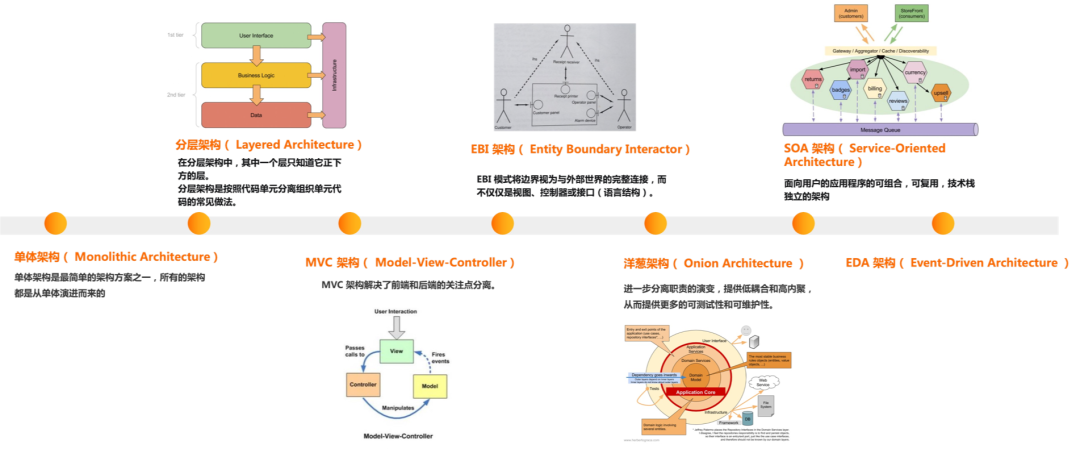 1st tier
2nd tier
User Interface
Business Logic
Data
Infrastructure
分层架构（ Layered Architecture）
在分层架构中，其中一个层只知道它正下
方的层。
分层架构是按照代码单元分离组织单元代
码的常见做法。
Receipt receiver
Receipt printer
Operator panel
Customer panel
Alarm device
Customer
Operator
EBI 架构（ Entity Boundary Interactor）
EBI 模式将边界视为与外部世界的完整连接，而
不仅仅是视图、控制器或接口（语言结构）。
Admin
(customers)
StoreFront
(consumers)
Gateway / Aggregator / Cache / Discoverability
returns
import
currency
badges
billing
reviews
upsell
Message Queue
SOA 架构（ Service-Oriented
Architecture）
面向用户的应用程序的可组合，可复用，技术栈
独立的架构
单体架构（ Monolithic Architecture）
单体架构是最简单的架构方案之一，所有的架构
都是从单体演进而来的
MVC 架构（ Model-View-Controller）
MVC 架构解决了前端和后端的关注点分离。
User Interaction
Passes
calls to
View
Fires
events
Controller
Model
Manipulates
Model-View-Controller
洋葱架构（ Onion Architecture ）
进一步分离职责的演变，提供低耦合和高内聚，
从而提供更多的可测试性和可维护性。
User Interface
Application
Services
Domain Services
Domain
Model
Dependency goes inwards
Application Core
Tests
Infrastructure
Web
Service
File
System
DB
Framework
Domain logic involving
several entities.
EDA 架构（ Event-Driven Architecture ）